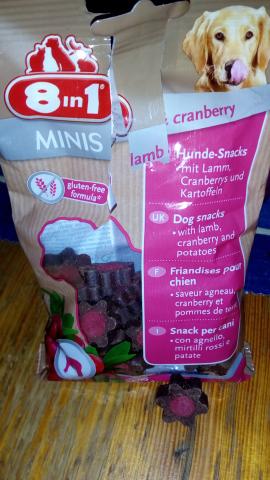 8in1®
MINIS
& cranberry
lamb
gluten-free
formula*
Hunde-Snacks
mit Lamm,
Cranberrys und
Kartoffeln
UK
Dog snacks
• with lamb,
cranberry and
potatoes
F
Friandises pour
chien
• saveur agneau,
cranberry et
pommes de terre
I
Snack per cani
• con agnello,
mirtilli rossi e
patate